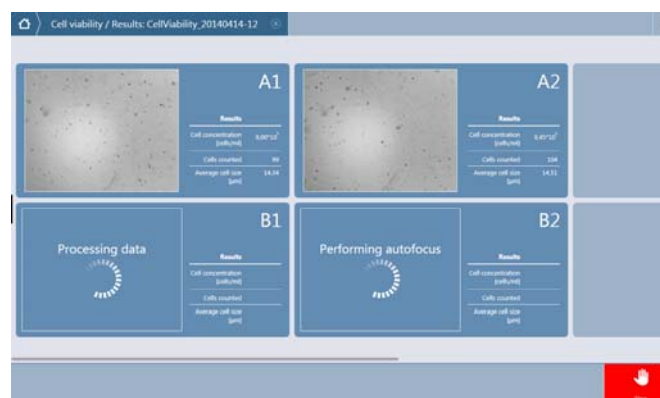 Cell viability / Results: CellViability_20140414-12
A1
Results
Cell concentration
[cells/ml]
Cells counted 99
Average cell size 14.34
[µm]
A2
Results
Cell concentration
[cells/ml]
Cells counted 104
Average cell size 14.51
[µm]
B1
Processing data
Results
Cell concentration
[cells/ml]
Cells counted
Average cell size
[µm]
B2
Performing autofocus
Results
Cell concentration
[cells/ml]
Cells counted
Average cell size
[µm]